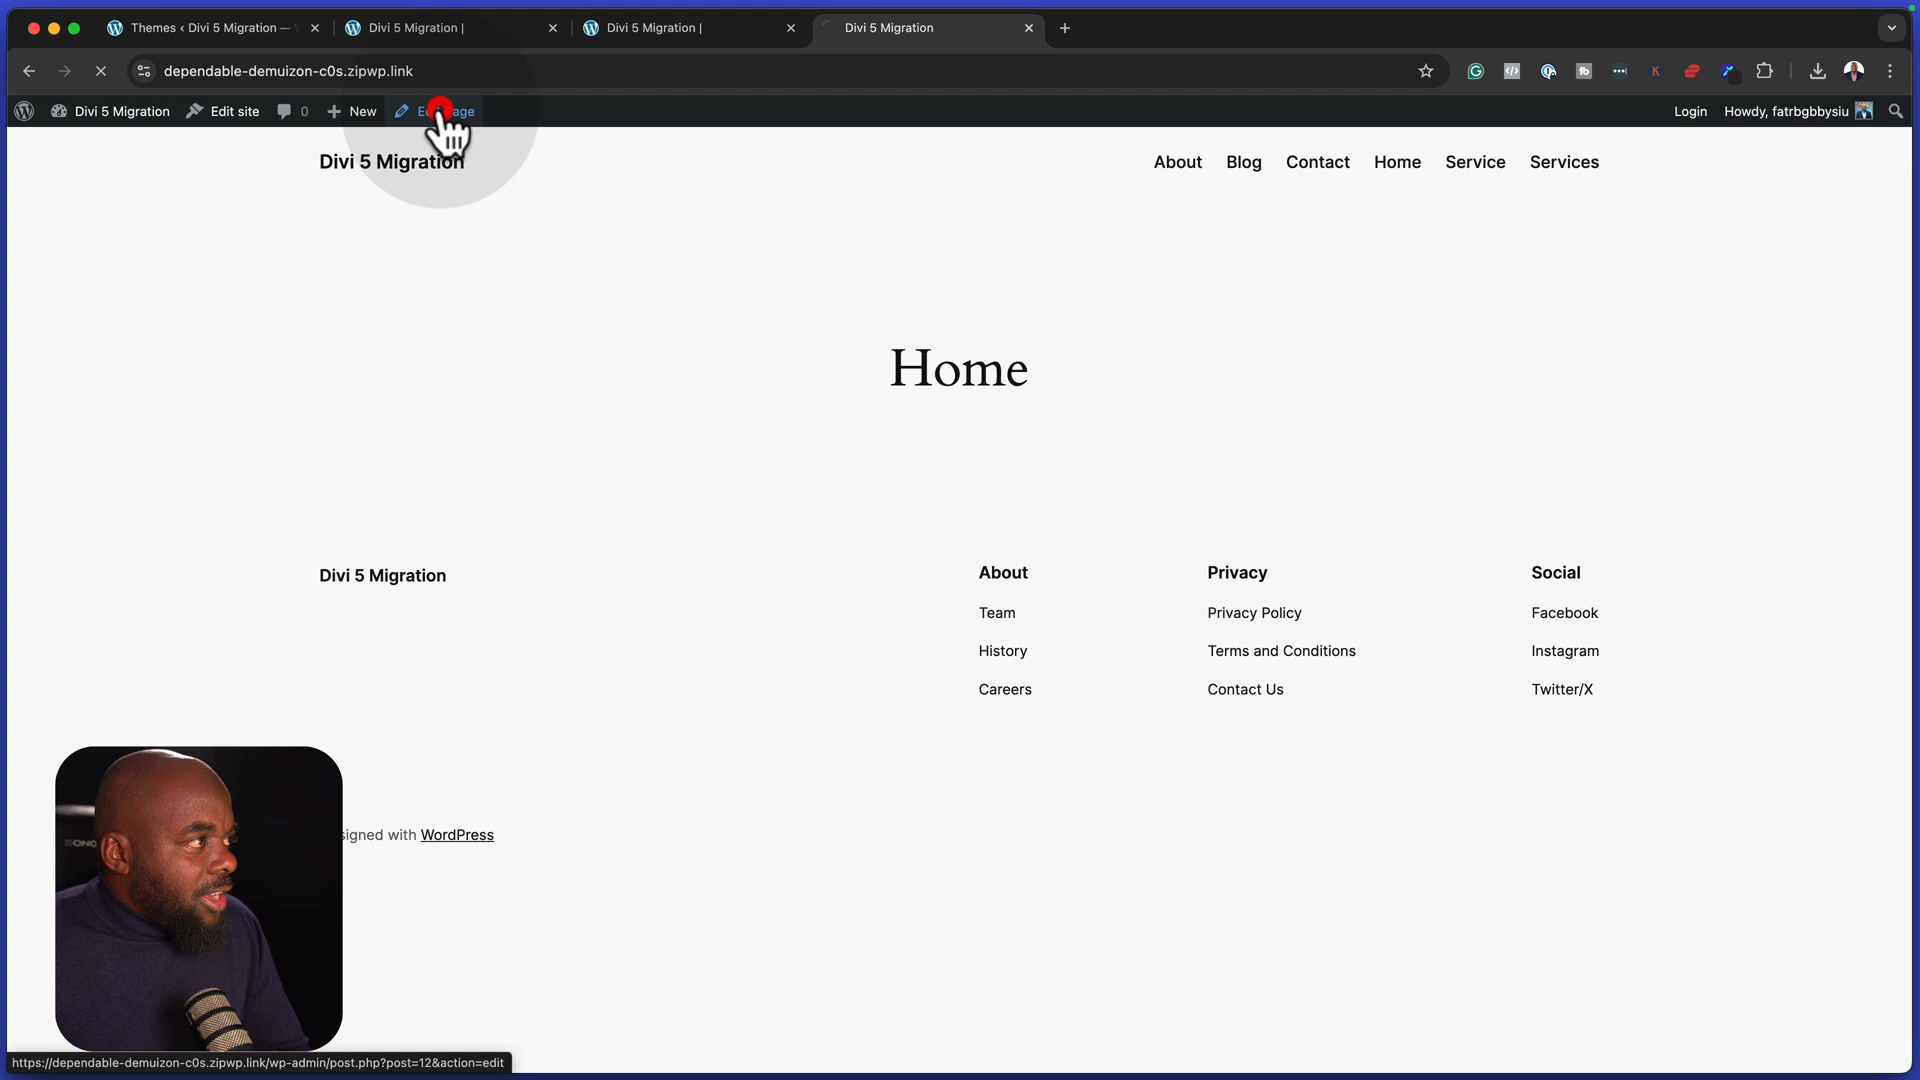 Themes ‹ Divi 5 Migration —
Divi 5 Migration |
Divi 5 Migration |
Divi 5 Migration
dependable-demuizon-c0s.zipwp.link
Divi 5 Migration
Edit site
0
New
Login
Howdy, fatrbgbbysiu
Divi 5 Migration
About
Blog
Contact
Home
Service
Services
Home
Divi 5 Migration
About
Team
History
Careers
Privacy
Privacy Policy
Terms and Conditions
Contact Us
Social
Facebook
Instagram
Twitter/X
signed with WordPress
https://dependable-demuizon-c0s.zipwp.link/wp-admin/post.php?post=12&action=edit